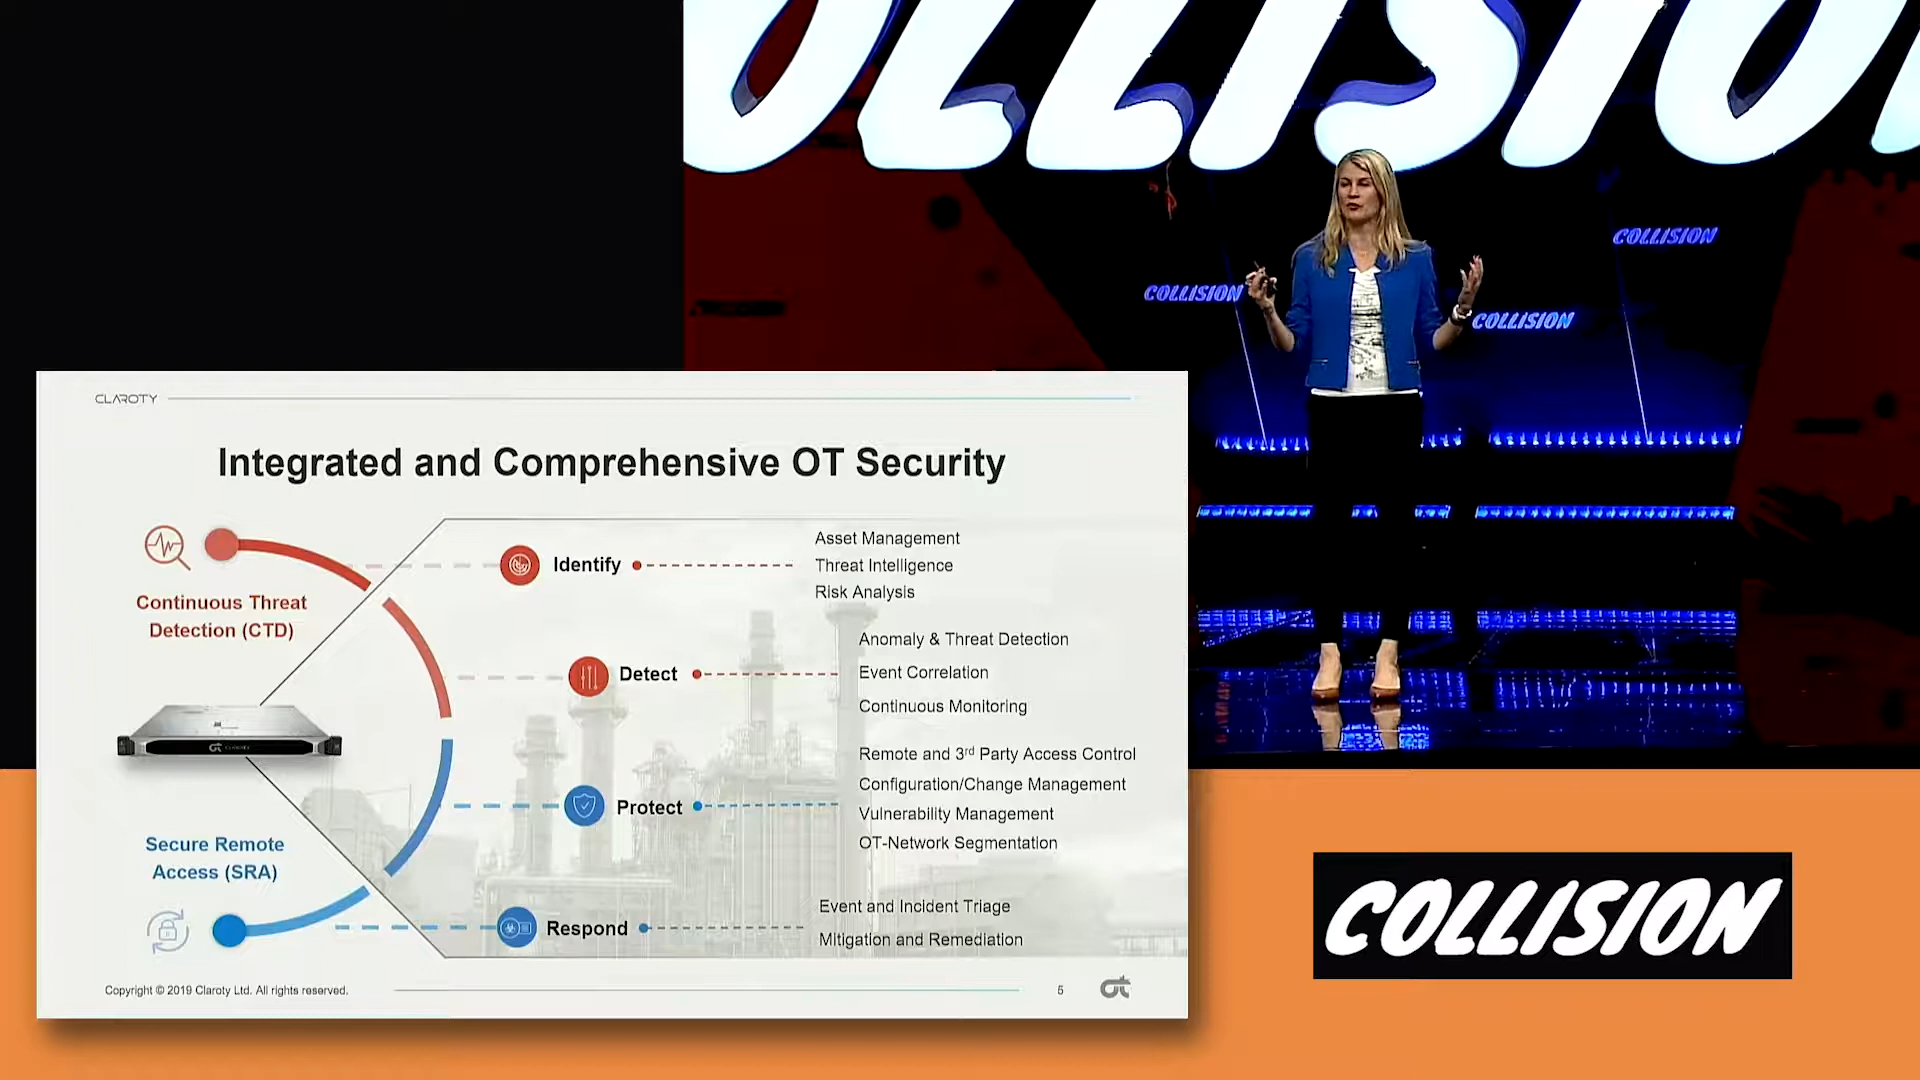 OLLISION
COLLISION
COLLISION
COLLISION
CLAROTY
Integrated and Comprehensive OT Security
Continuous Threat
Detection (CTD)
Identify
Asset Management
Threat Intelligence
Risk Analysis
Detect
Anomaly & Threat Detection
Event Correlation
Continuous Monitoring
CLAROTY
Protect
Remote and 3rd Party Access Control
Configuration/Change Management
Vulnerability Management
OT-Network Segmentation
Secure Remote
Access (SRA)
Respond
Event and Incident Triage
Mitigation and Remediation
Copyright © 2019 Claroty Ltd. All rights reserved.
5
COLLISION